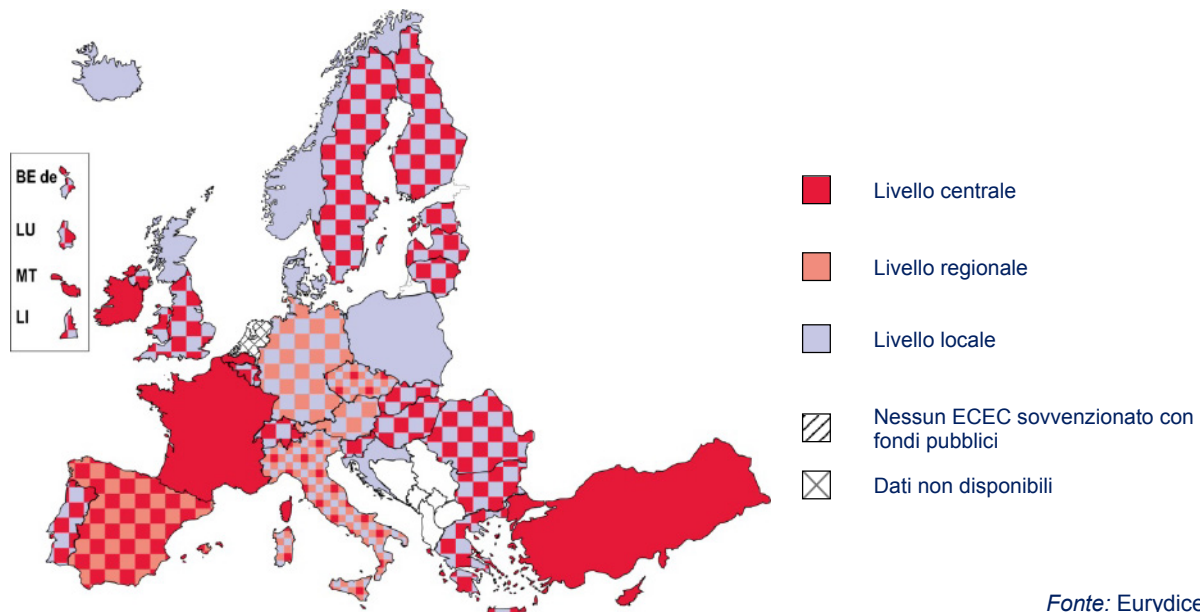 BE de
LU
MT
LI
Livello centrale
Livello regionale
Livello locale
Nessun ECEC sovvenzionato con
fondi pubblici
Dati non disponibili
Fonte: Eurydice